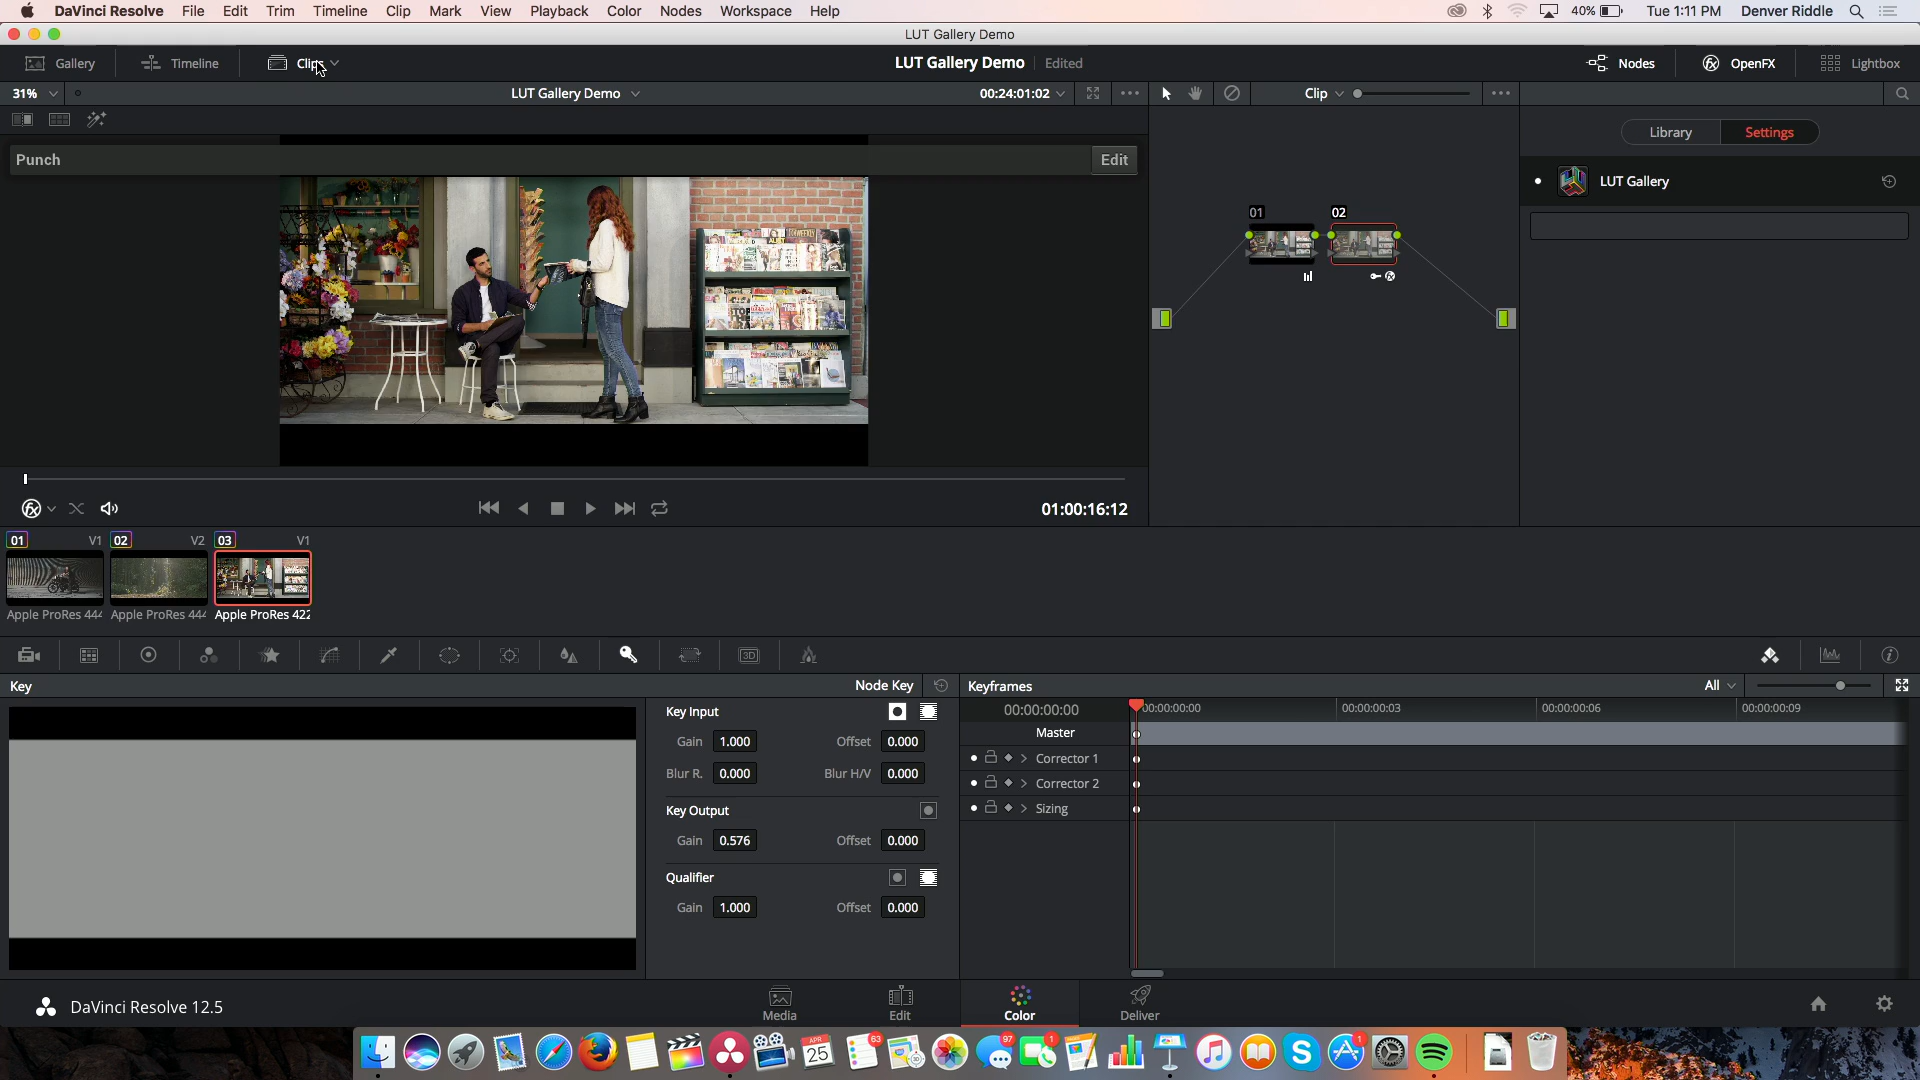 DaVinci Resolve File Edit Trim Timeline Clip Mark View Playback Color Nodes Workspace Help 40% Tue 1:11 PM Denver Riddle
LUT Gallery Demo
Gallery Timeline Clips LUT Gallery Demo Edited Nodes OpenFX Lightbox
31% LUT Gallery Demo 00:24:01:02 Clip
Library Settings
Punch Edit
LUT Gallery
01 02
01:00:16:12
01 V1 02 V2 03 V1
Apple ProRes 444 Apple ProRes 444 Apple ProRes 422
3D
Key Node Key Keyframes All
Key Input
00:00:00:00 00:00:00:00 00:00:00:03 00:00:00:06 00:00:00:09
Master
Gain 1.000 Offset 0.000
Corrector 1
Blur R. 0.000 Blur H/V 0.000
Corrector 2
Key Output
Sizing
Gain 0.576 Offset 0.000
Qualifier
Gain 1.000 Offset 0.000
DaVinci Resolve 12.5
Media Edit Color Deliver
APR 25 63 97 1 1